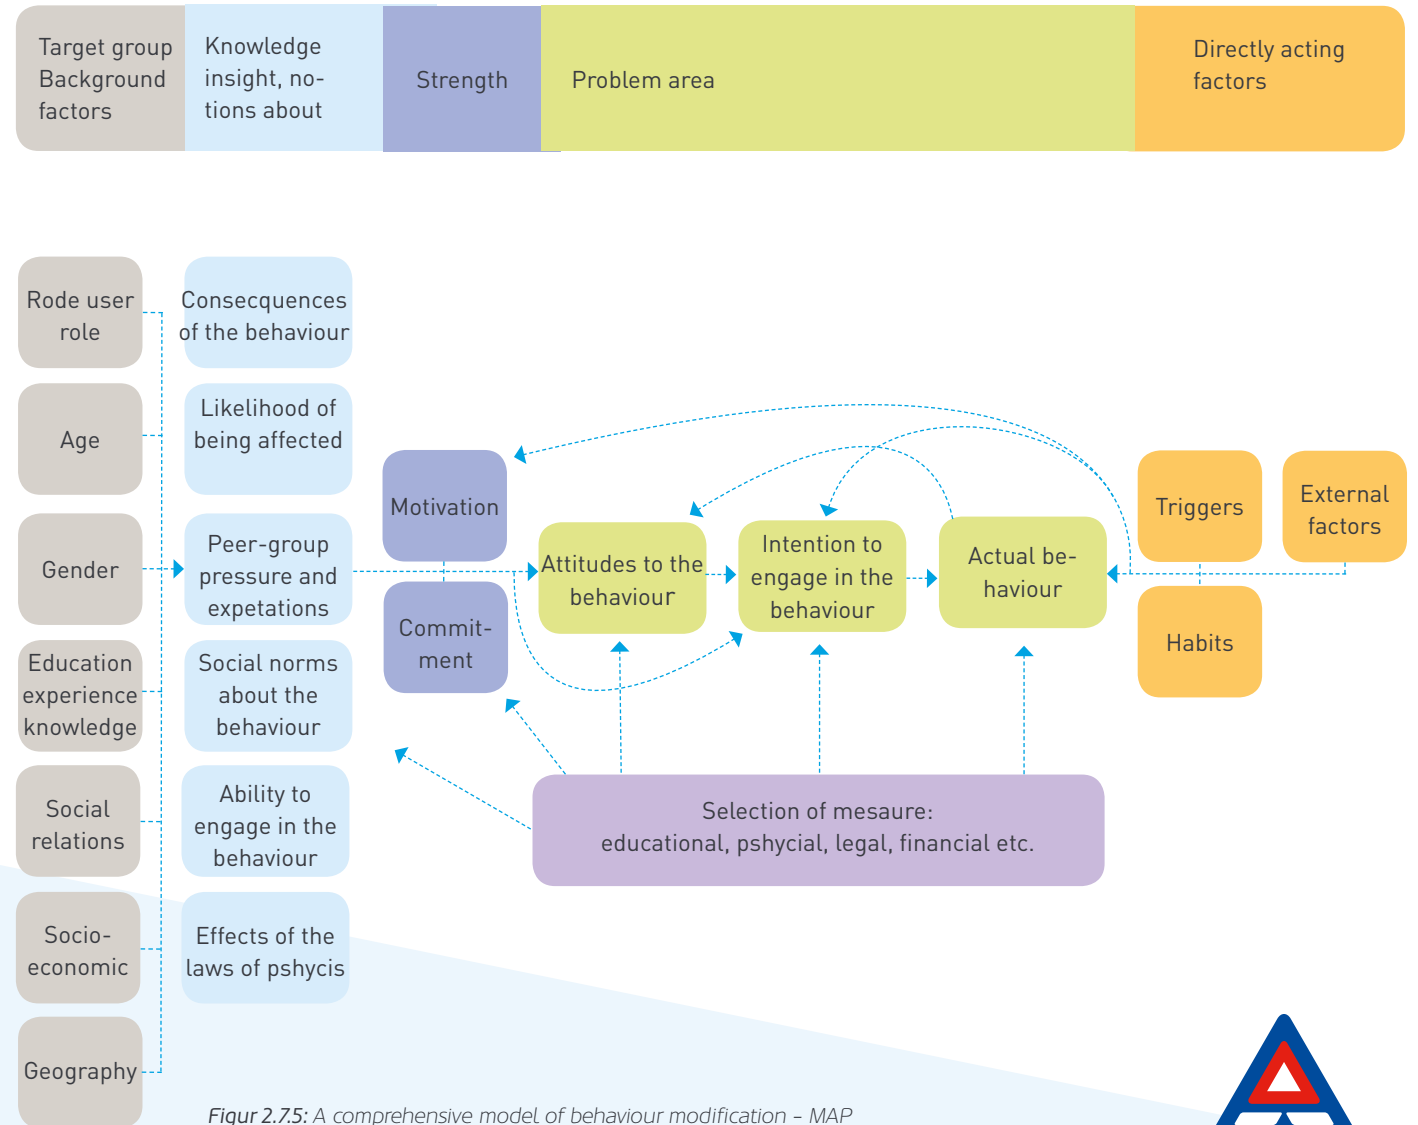 Target group
Background
factors
Knowledge
insight, no-
tions about
Strength
Problem area
Directly acting
factors
Rode user
role
Age
Gender
Education
experience
knowledge
Social
relations
Socio-
economic
Geography
Consecquences
of the behaviour
Likelihood of
being affected
Peer-group
pressure and
expetations
Social norms
about the
behaviour
Ability to
engage in the
behaviour
Effects of the
laws of pshycis
Motivation
Commit-
ment
Attitudes to the
behaviour
Intention to
engage in the
behaviour
Actual be-
haviour
Triggers
Habits
External
factors
Selection of mesaure:
educational, pshycial, legal, financial etc.
Figur 2.7.5: A comprehensive model of behaviour modification – MAP